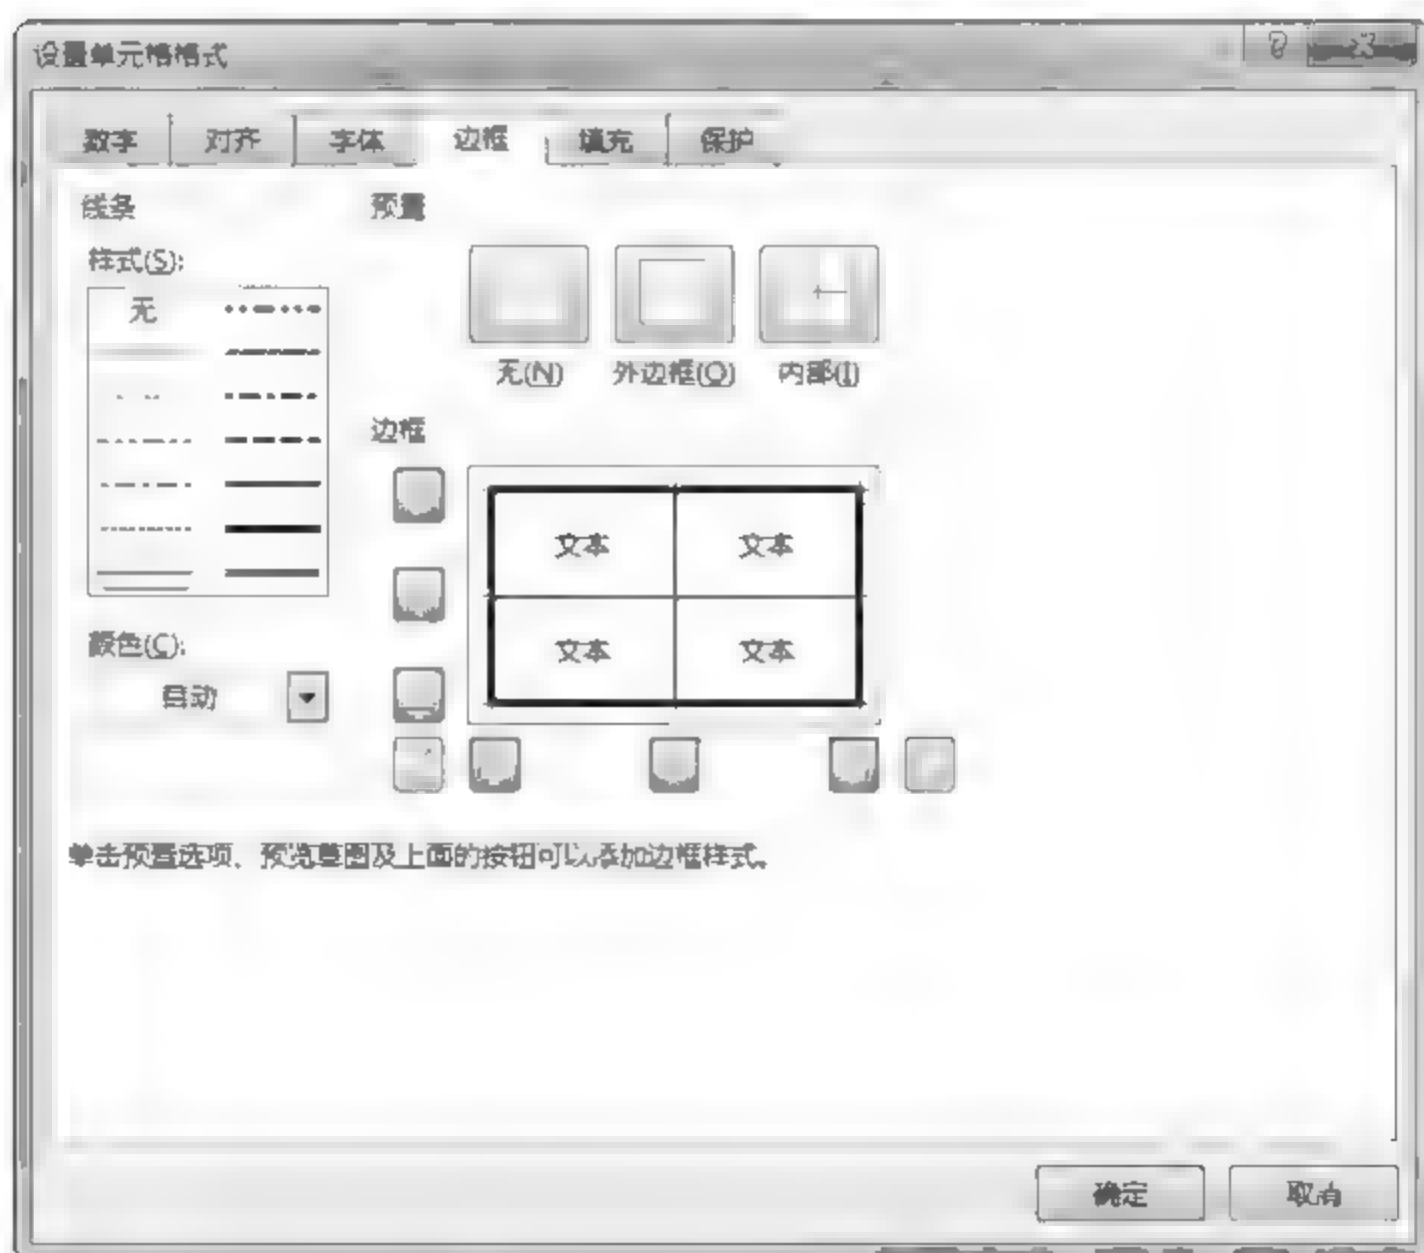 设置单元格格式
数字 对齐 字体 边框 填充 保护
线条 预置
样式(S):
无
无(N) 外边框(O) 内部(I)
边框
文本 文本
文本 文本
颜色(C):
自动
单击预置选项、预览草图及上面的按钮可以添加边框样式。
确定 取消